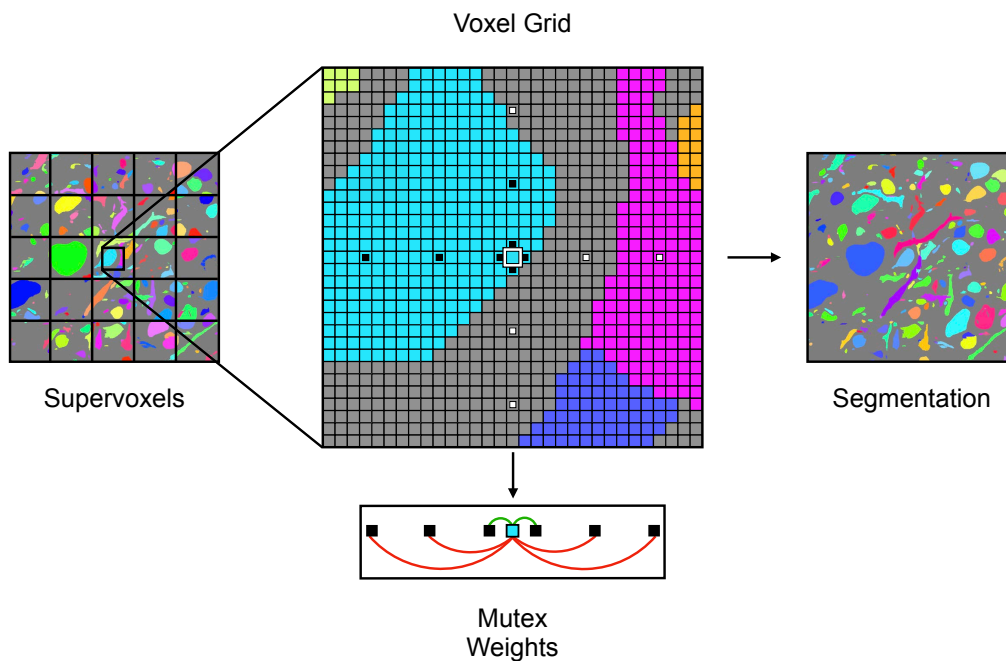 Voxel Grid
Supervoxels
Segmentation
Mutex
Weights